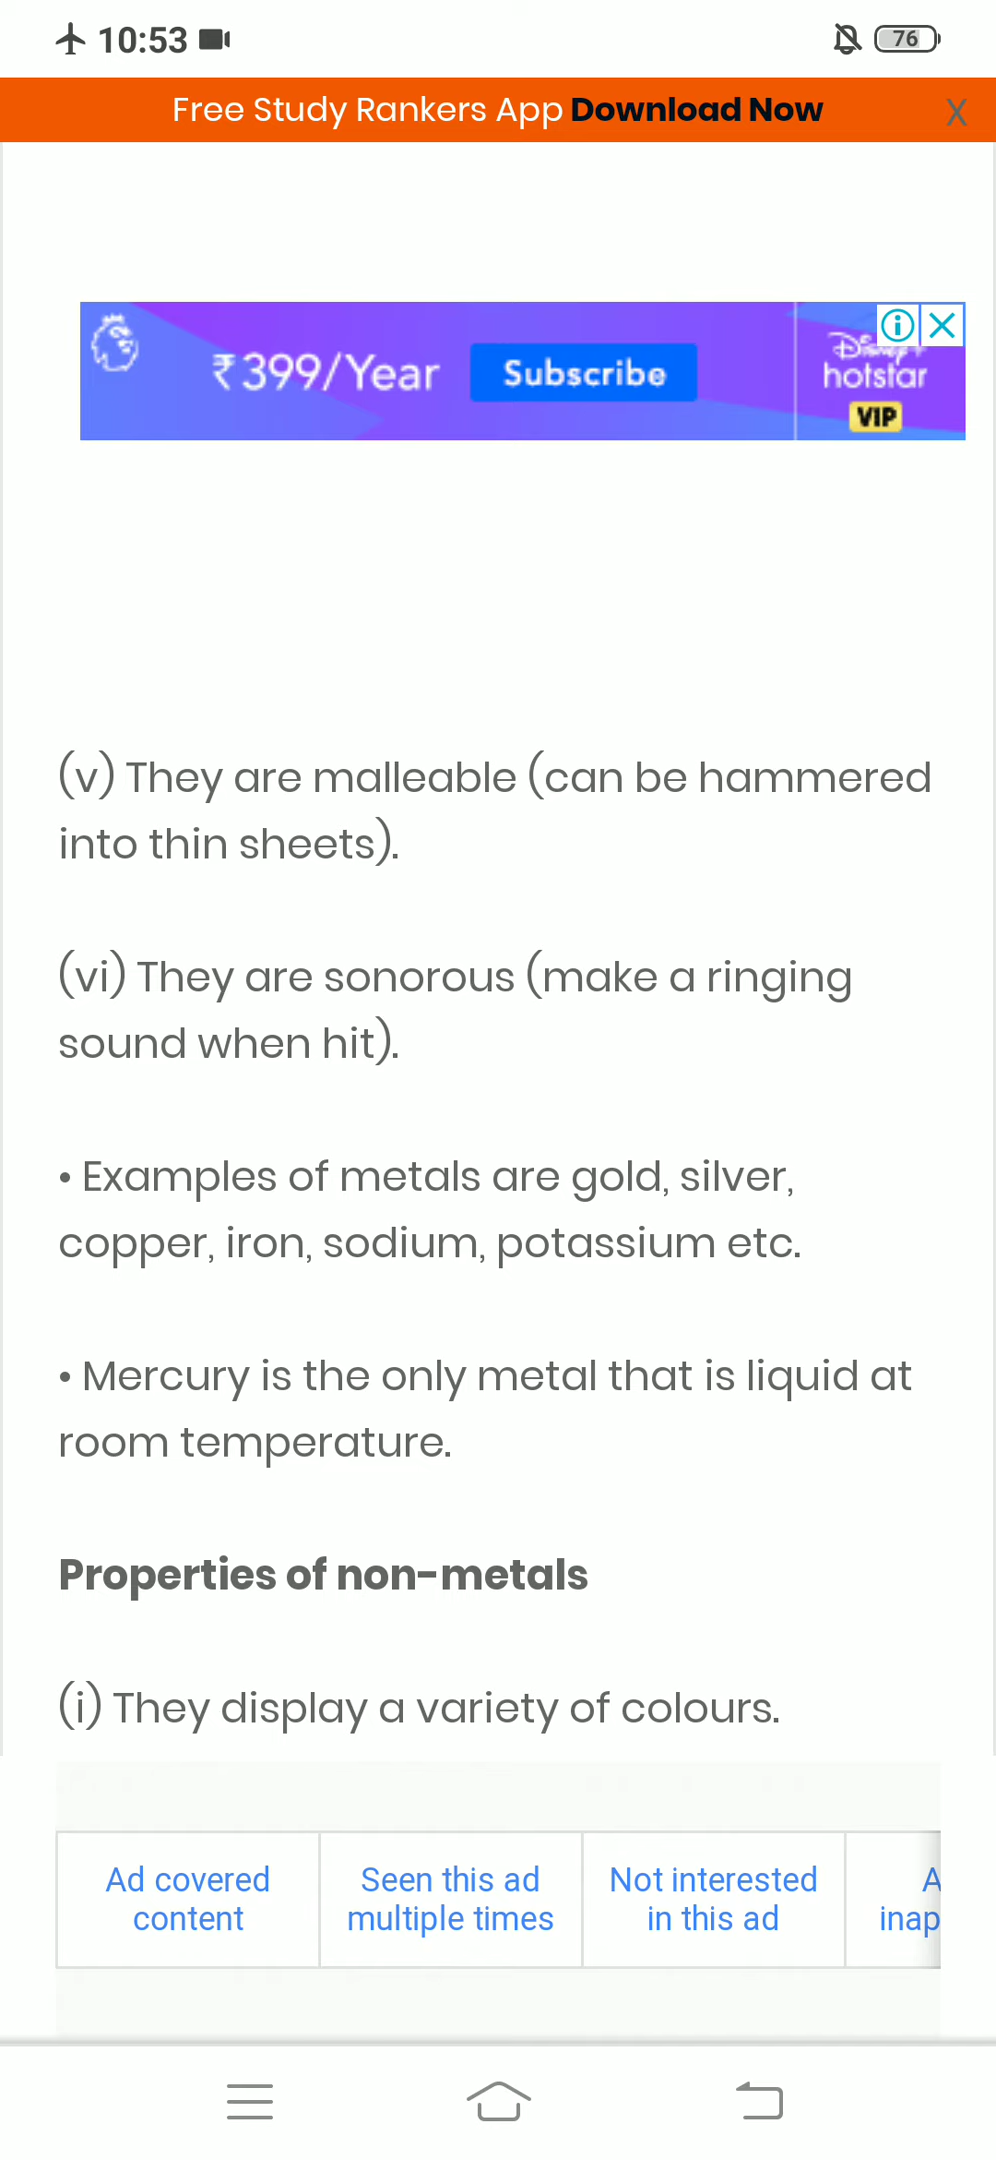 10:53
76
Free Study Rankers App Download Now
X
₹399/Year
Subscribe
Disney+
hotstar
VIP
(v) They are malleable (can be hammered
into thin sheets).
(vi) They are sonorous (make a ringing
sound when hit).
• Examples of metals are gold, silver,
copper, iron, sodium, potassium etc.
• Mercury is the only metal that is liquid at
room temperature.
Properties of non-metals
(i) They display a variety of colours.
Ad covered
content
Seen this ad
multiple times
Not interested
in this ad
A
inap